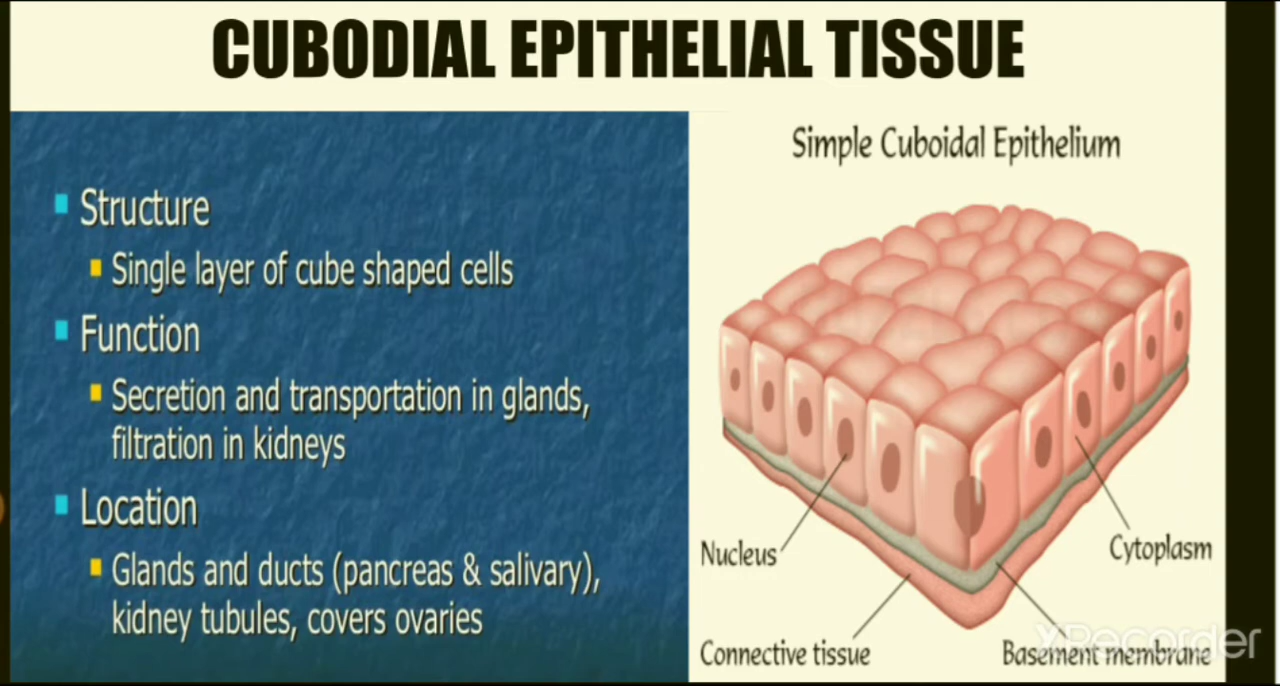 CUBODIAL EPITHELIAL TISSUE
Structure
Single layer of cube shaped cells
Function
Secretion and transportation in glands,
filtration in kidneys
Location
Glands and ducts (pancreas & salivary),
kidney tubules, covers ovaries
Simple Cuboidal Epithelium
Nucleus
Cytoplasm
Connective tissue
Basement membrane
XRecorder